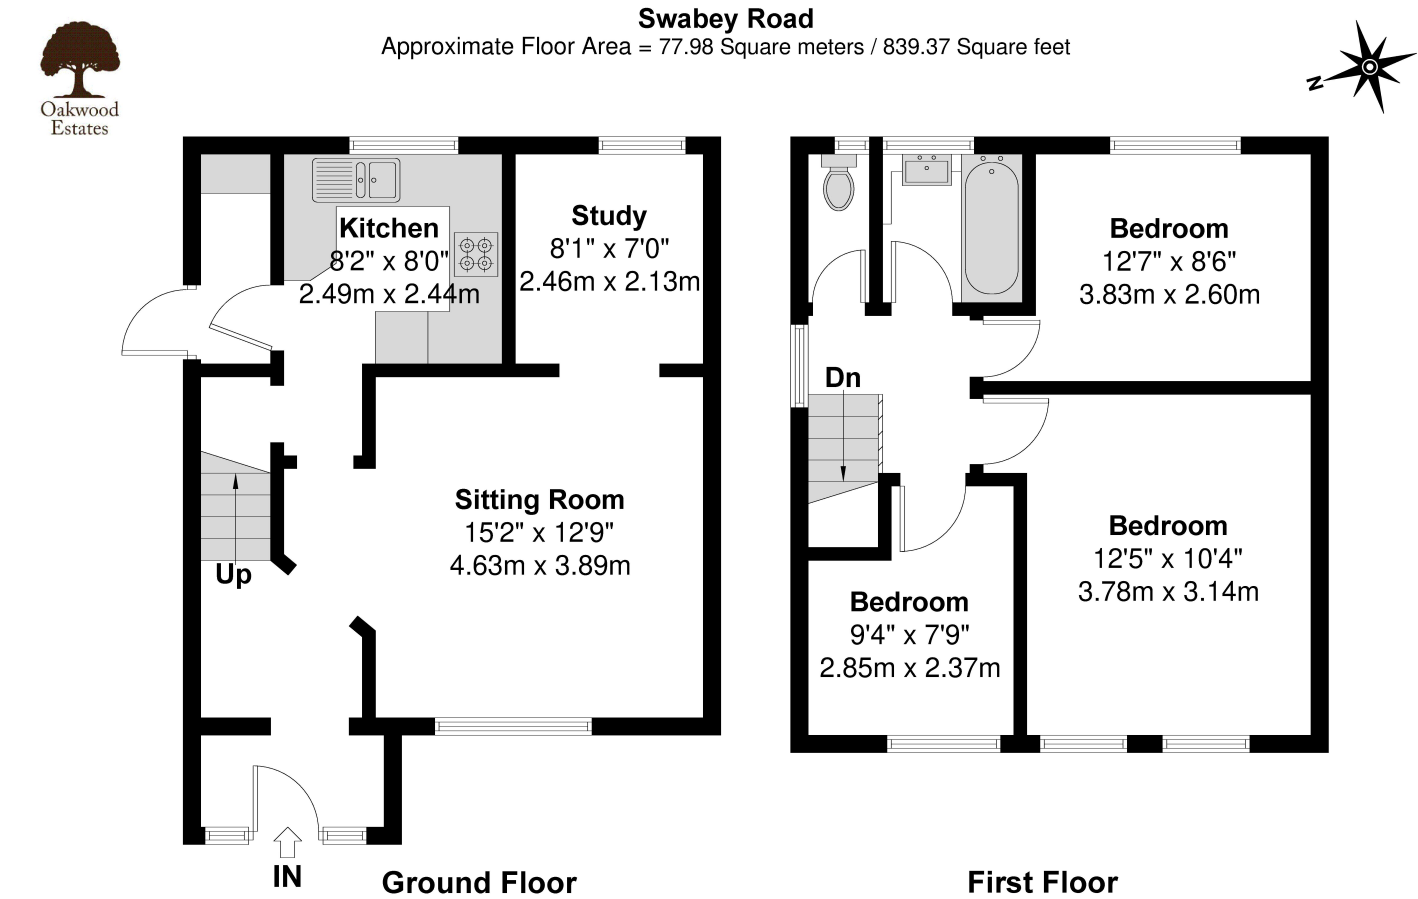 Swabey Road
Approximate Floor Area = 77.98 Square meters / 839.37 Square feet
Oakwood
Estates
N
Kitchen
8'2" x 8'0"
2.49m x 2.44m
Study
8'1" x 7'0"
2.46m x 2.13m
Sitting Room
15'2" x 12'9"
4.63m x 3.89m
Up
IN
Ground Floor
Bedroom
12'7" x 8'6"
3.83m x 2.60m
Dn
Bedroom
12'5" x 10'4"
3.78m x 3.14m
Bedroom
9'4" x 7'9"
2.85m x 2.37m
First Floor